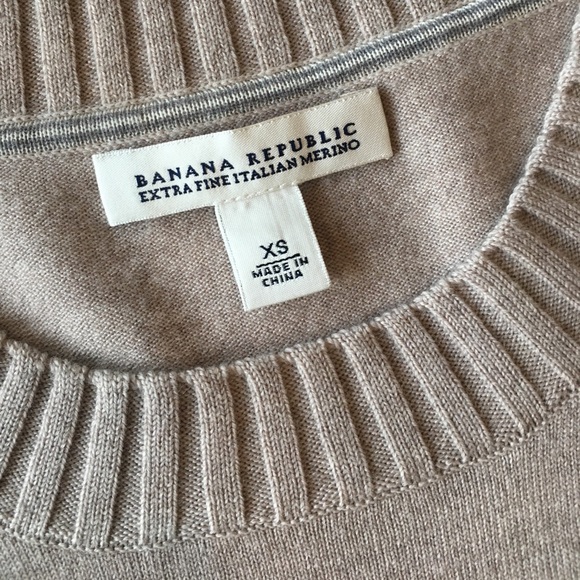 BANANA REPUBLIC
EXTRA FINE ITALIAN MERINO
XS
MADE IN
CHINA